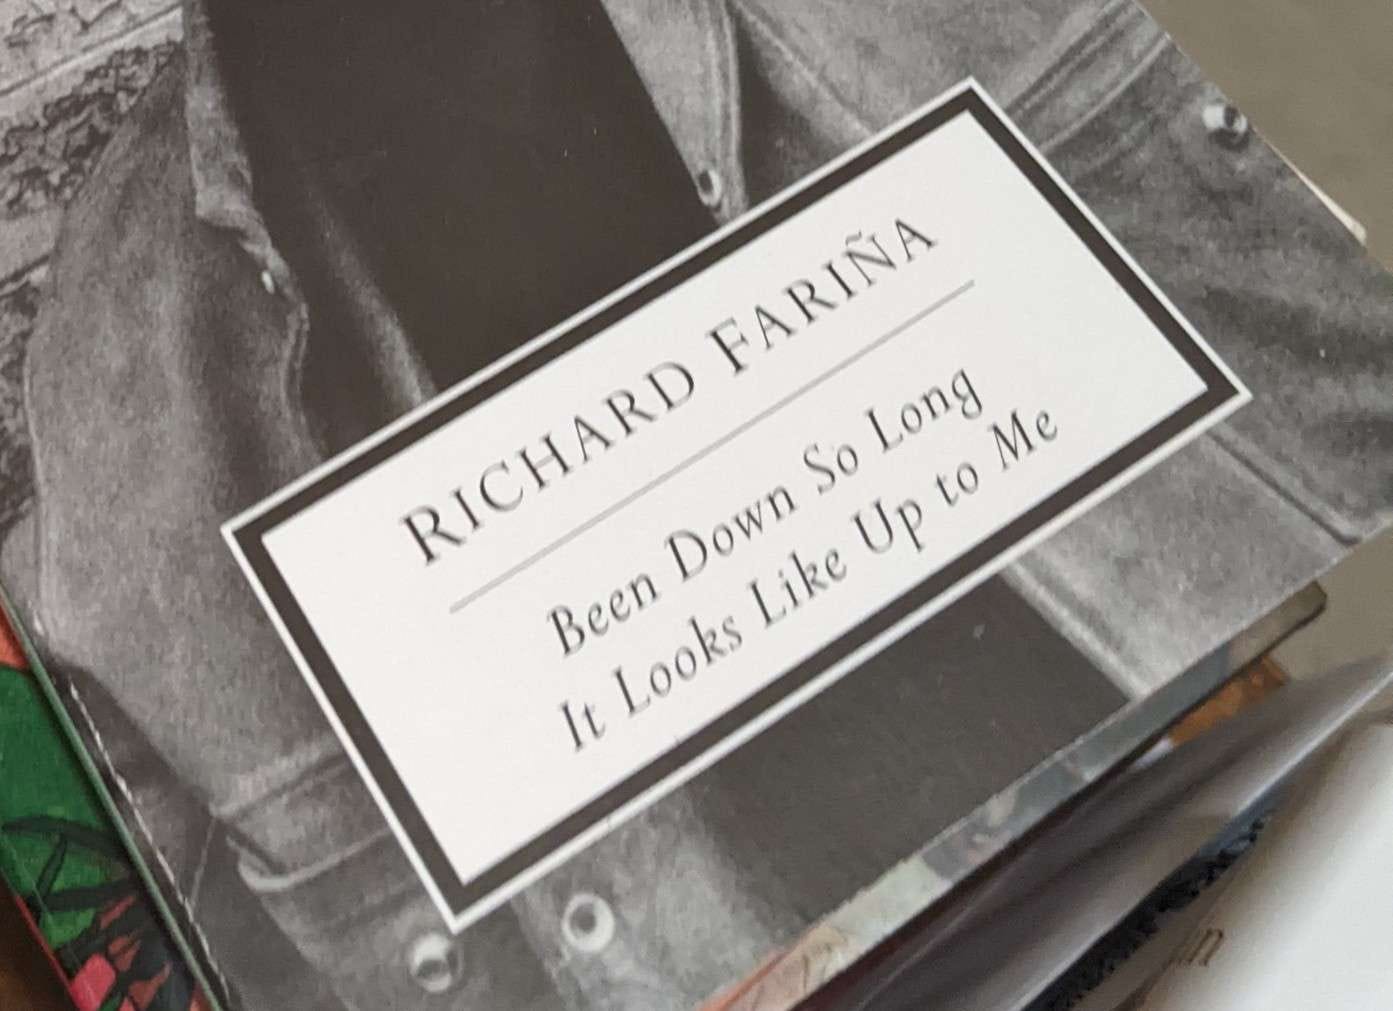 RICHARD FARIÑA
Been Down So Long
It Looks Like Up to Me